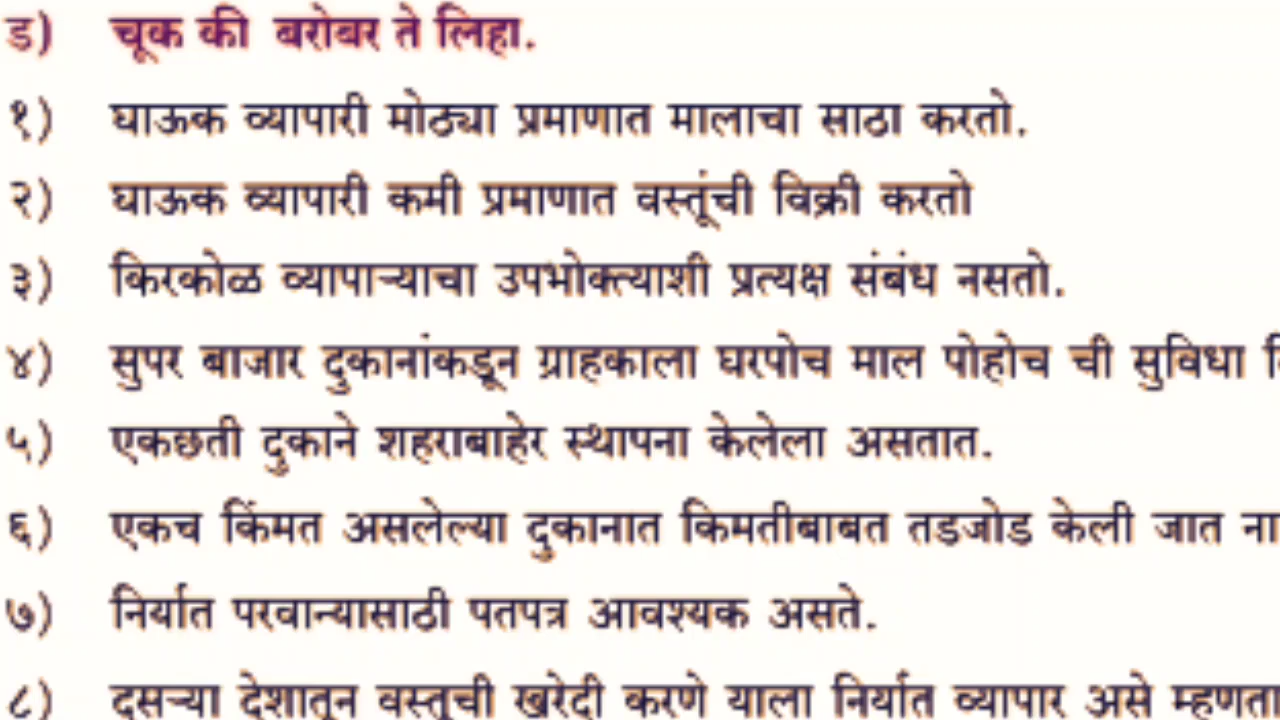 ड) चूक की बरोबर ते लिहा.
१) घाऊक व्यापारी मोठ्या प्रमाणात मालाचा साठा करतो.
२) घाऊक व्यापारी कमी प्रमाणात वस्तूंची विक्री करतो
३) किरकोळ व्यापाऱ्याचा उपभोक्त्याशी प्रत्यक्ष संबंध नसतो.
४) सुपर बाजार दुकानांकडून ग्राहकाला घरपोच माल पोहोच ची सुविधा
५) एकछती दुकाने शहराबाहेर स्थापना केलेला असतात.
६) एकच किंमत असलेल्या दुकानात किमतीबाबत तडजोड केली जात ना
७) निर्यात परवान्यासाठी पतपत्र आवश्यक असते.
८) दसऱ्या देशातून वस्तुची खरेदी करणे याला निर्यात व्यापार असे म्हणता